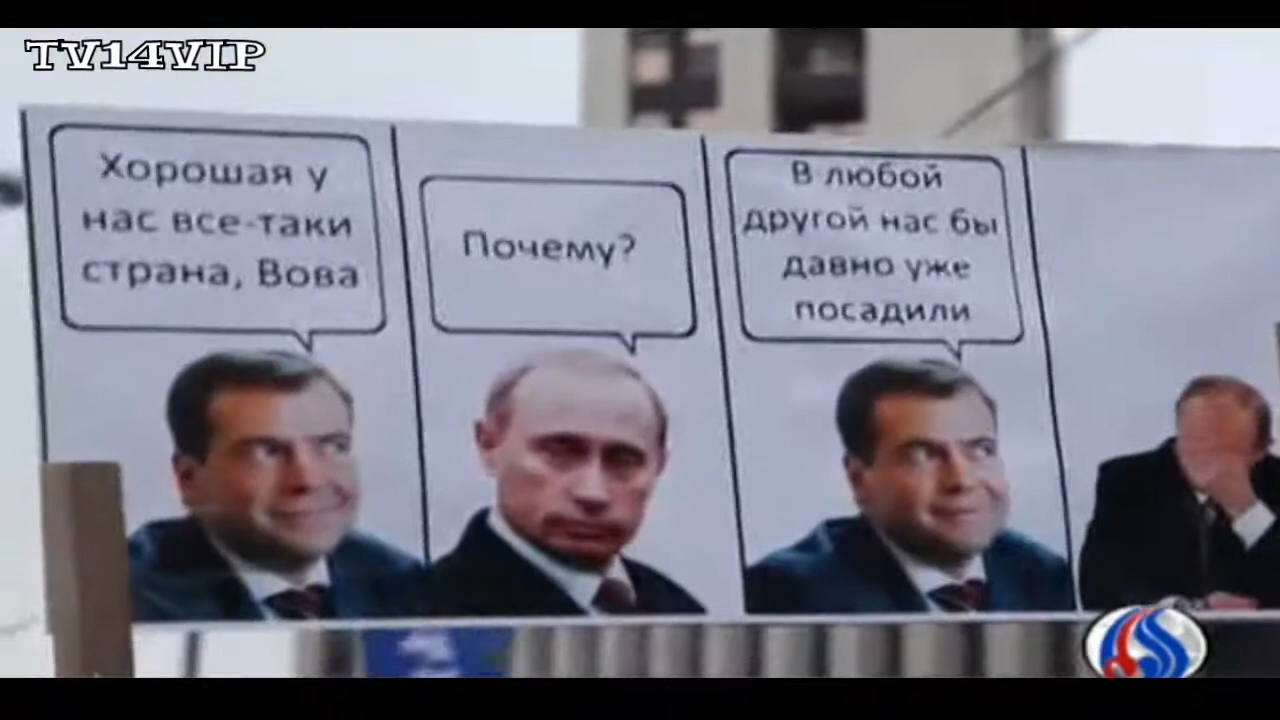 TV14VIP
Хорошая у
нас все-таки
страна, Вова
Почему?
В любой
другой нас бы
давно уже
посадили